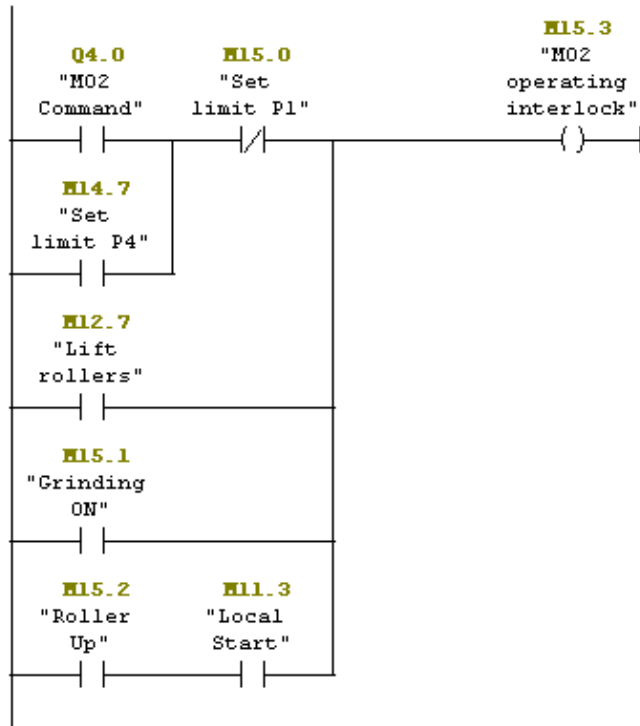 M15.3
Q4.0 M15.0 "M02
"M02 "Set operating
Command" limit P1" interlock"
M14.7
"Set
limit P4"
M12.7
"Lift
rollers"
M15.1
"Grinding
ON"
M15.2 M11.3
"Roller "Local
Up" Start"